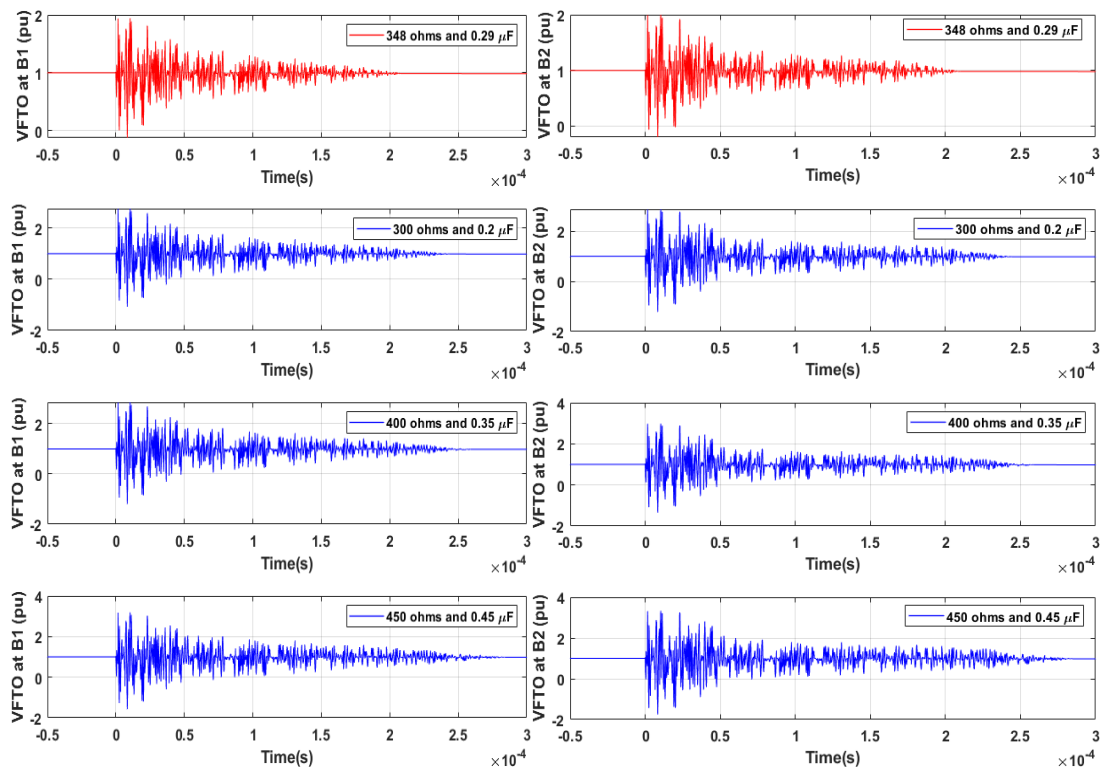 VFTO at B1 (pu)
2
1
0
348 ohms and 0.29 μF
-0.5 0 0.5 1 1.5 2 2.5 3
Time(s)
×10-4
VFTO at B2 (pu)
2
1
0
348 ohms and 0.29 μF
-0.5 0 0.5 1 1.5 2 2.5 3
Time(s)
×10-4
VFTO at B1 (pu)
2
0
-2
300 ohms and 0.2 μF
-0.5 0 0.5 1 1.5 2 2.5 3
Time(s)
×10-4
VFTO at B2 (pu)
2
0
-2
300 ohms and 0.2 μF
-0.5 0 0.5 1 1.5 2 2.5 3
Time(s)
×10-4
VFTO at B1 (pu)
2
0
-2
400 ohms and 0.35 μF
-0.5 0 0.5 1 1.5 2 2.5 3
Time(s)
×10-4
VFTO at B2 (pu)
4
2
0
-2
400 ohms and 0.35 μF
-0.5 0 0.5 1 1.5 2 2.5 3
Time(s)
×10-4
VFTO at B1 (pu)
4
2
0
-2
450 ohms and 0.45 μF
-0.5 0 0.5 1 1.5 2 2.5 3
Time(s)
×10-4
VFTO at B2 (pu)
4
2
0
-2
450 ohms and 0.45 μF
-0.5 0 0.5 1 1.5 2 2.5 3
Time(s)
×10-4